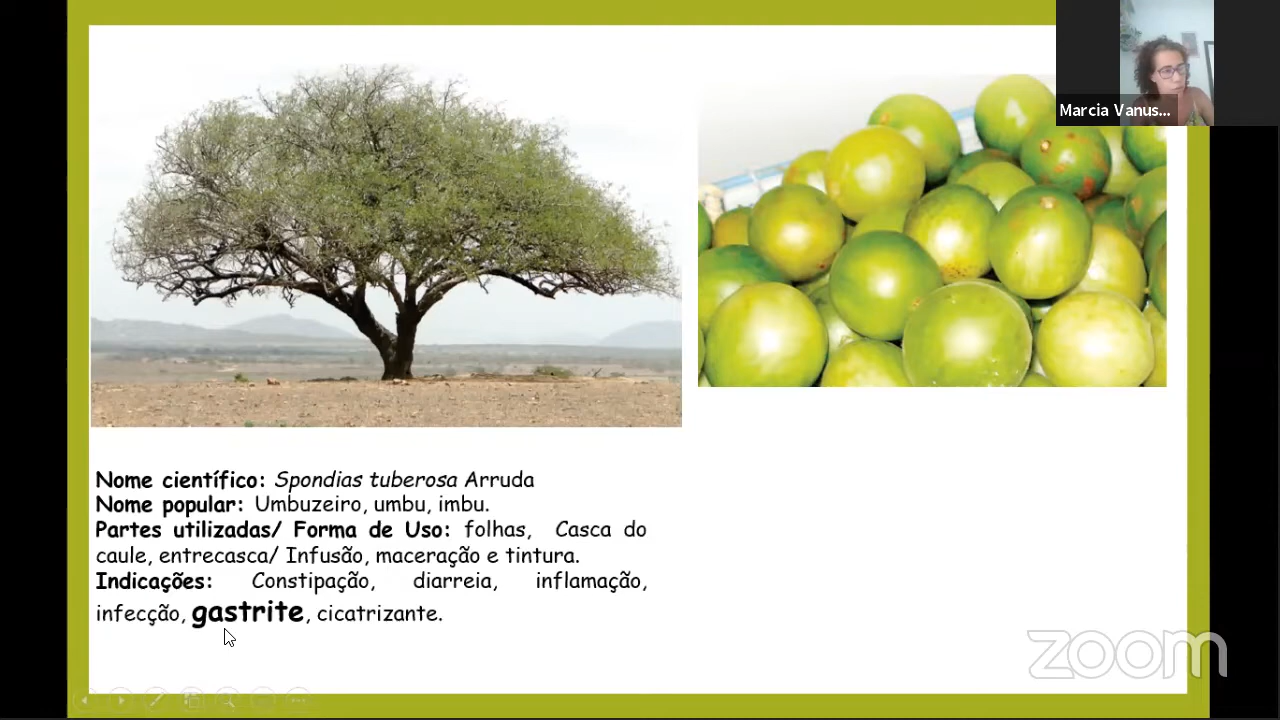 Marcia Vanus...
Nome científico: Spondias tuberosa Arruda
Nome popular: Umbuzeiro, umbu, imbu.
Partes utilizadas/ Forma de Uso: folhas, Casca do
caule, entrecasca/ Infusão, maceração e tintura.
Indicações: Constipação, diarreia, inflamação,
infecção, gastrite, cicatrizante.
zoom